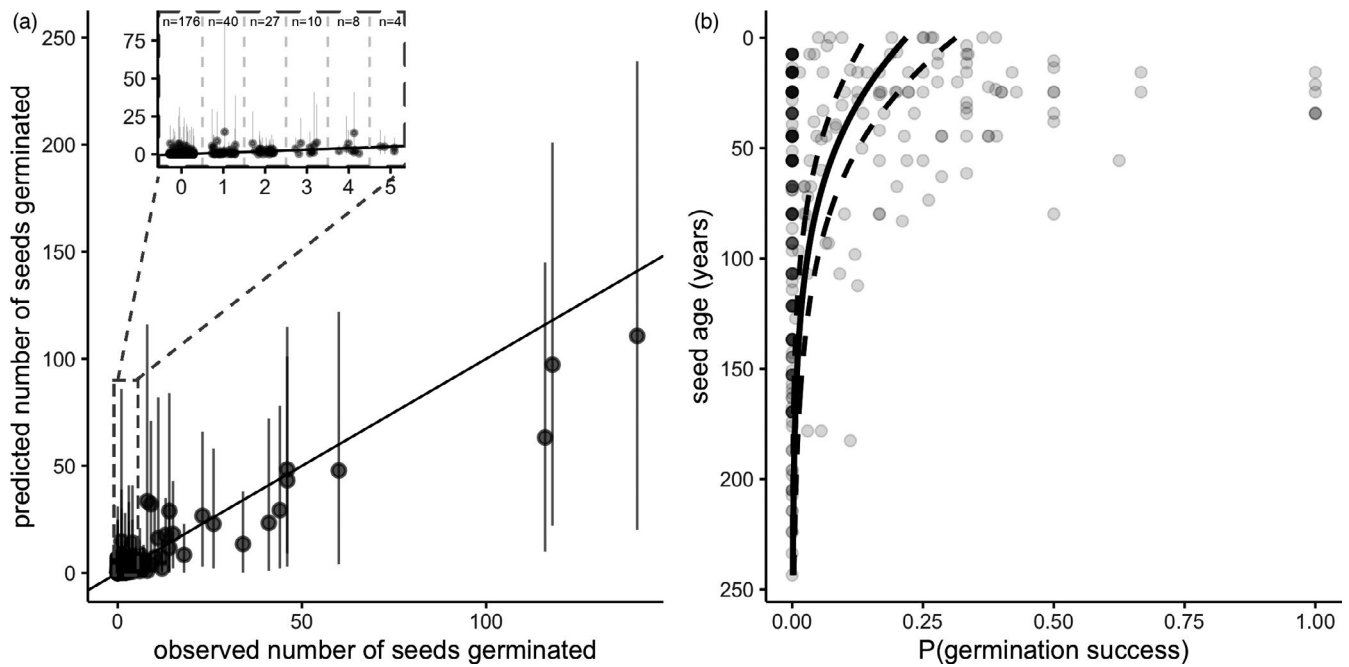 (a)
n=176 n=40 n=27 n=10 n=8 n=4
75
50
25
0
0 1 2 3 4 5
250
200
150
100
50
0
predicted number of seeds germinated
0 50 100
observed number of seeds germinated
(b)
0
50
100
150
200
250
seed age (years)
0.00 0.25 0.50 0.75 1.00
P(germination success)